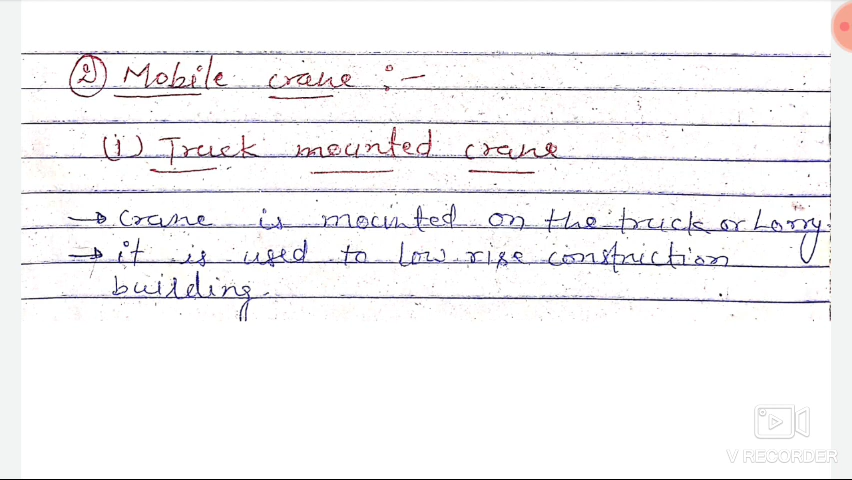 ② Mobile crane :-
(i) Truck mounted crane
→ crane is mounted on the truck or Lorry.
→ it is used to Low rise construction
building.
V RECORDER